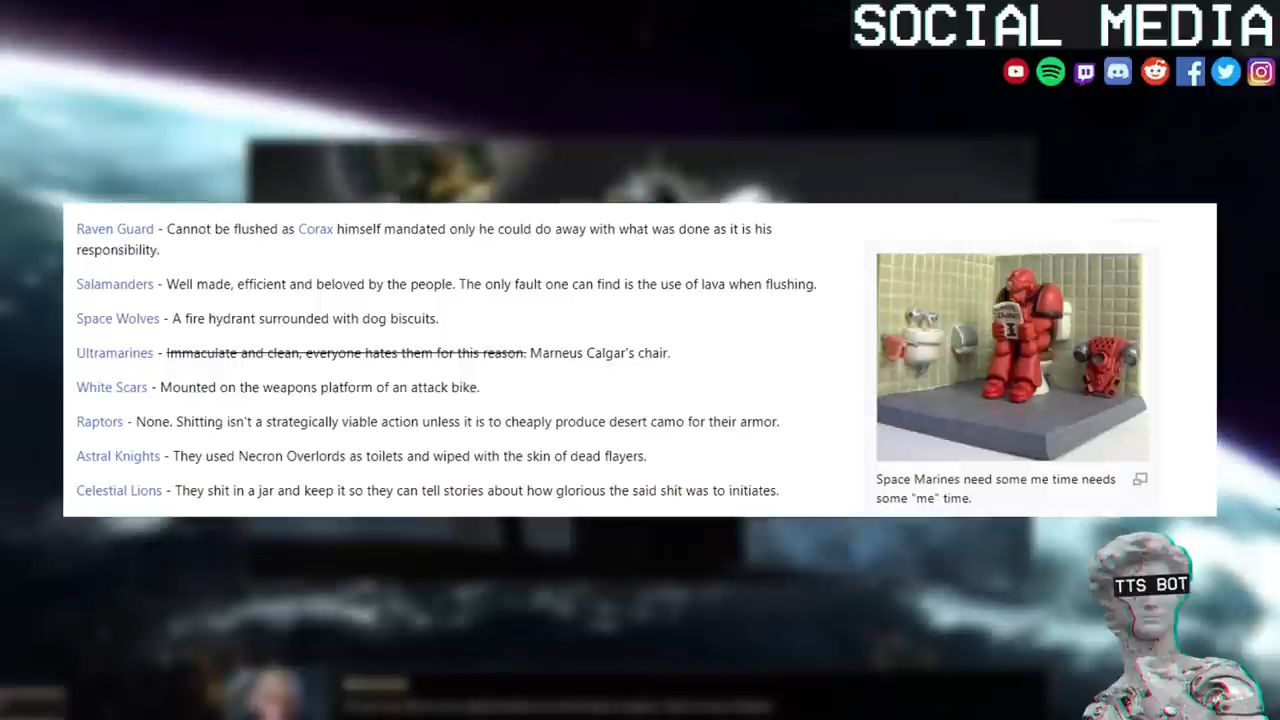 SOCIAL MEDIA
Raven Guard - Cannot be flushed as Corax himself mandated only he could do away with what was done as it is his
responsibility.
Salamanders - Well made, efficient and beloved by the people. The only fault one can find is the use of lava when flushing.
Space Wolves - A fire hydrant surrounded with dog biscuits.
Ultramarines - Immaculate and clean, everyone hates them for this reason. Marneus Calgar's chair.
White Scars - Mounted on the weapons platform of an attack bike.
Raptors - None. Shitting isn't a strategically viable action unless it is to cheaply produce desert camo for their armor.
Astral Knights - They used Necron Overlords as toilets and wiped with the skin of dead flayers.
Celestial Lions - They shit in a jar and keep it so they can tell stories about how glorious the said shit was to initiates.
Space Marines need some me time needs
some "me" time.
TTS BOT